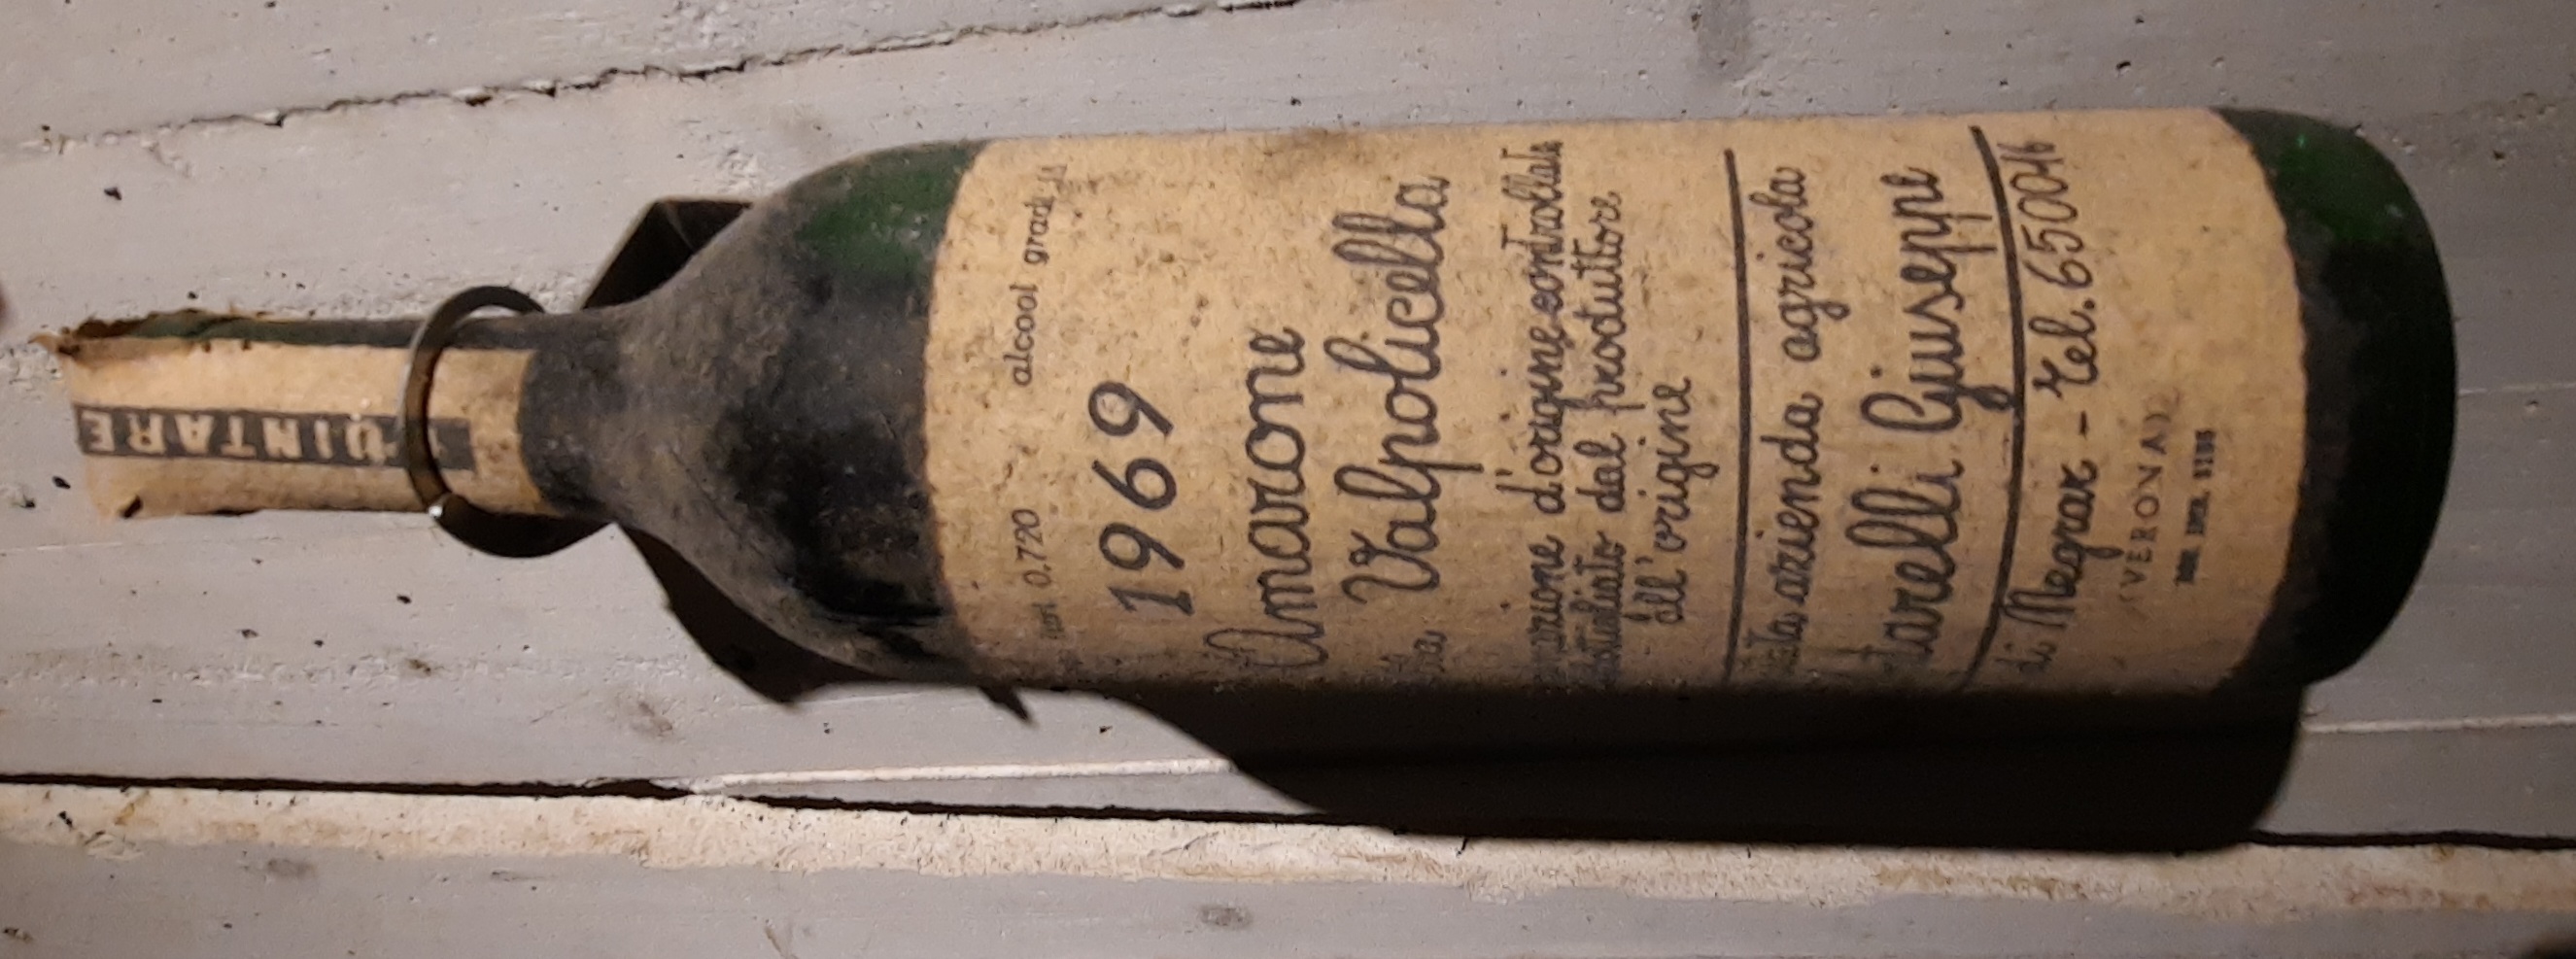 QUINTARE
0.720 alcool gradi
1969
Amarone
Valpolicella
d'origine controllata
dal produttore
all'origine
azienda agricola
Giuseppe
di Negrar - Tel. 650016
(VERONA)